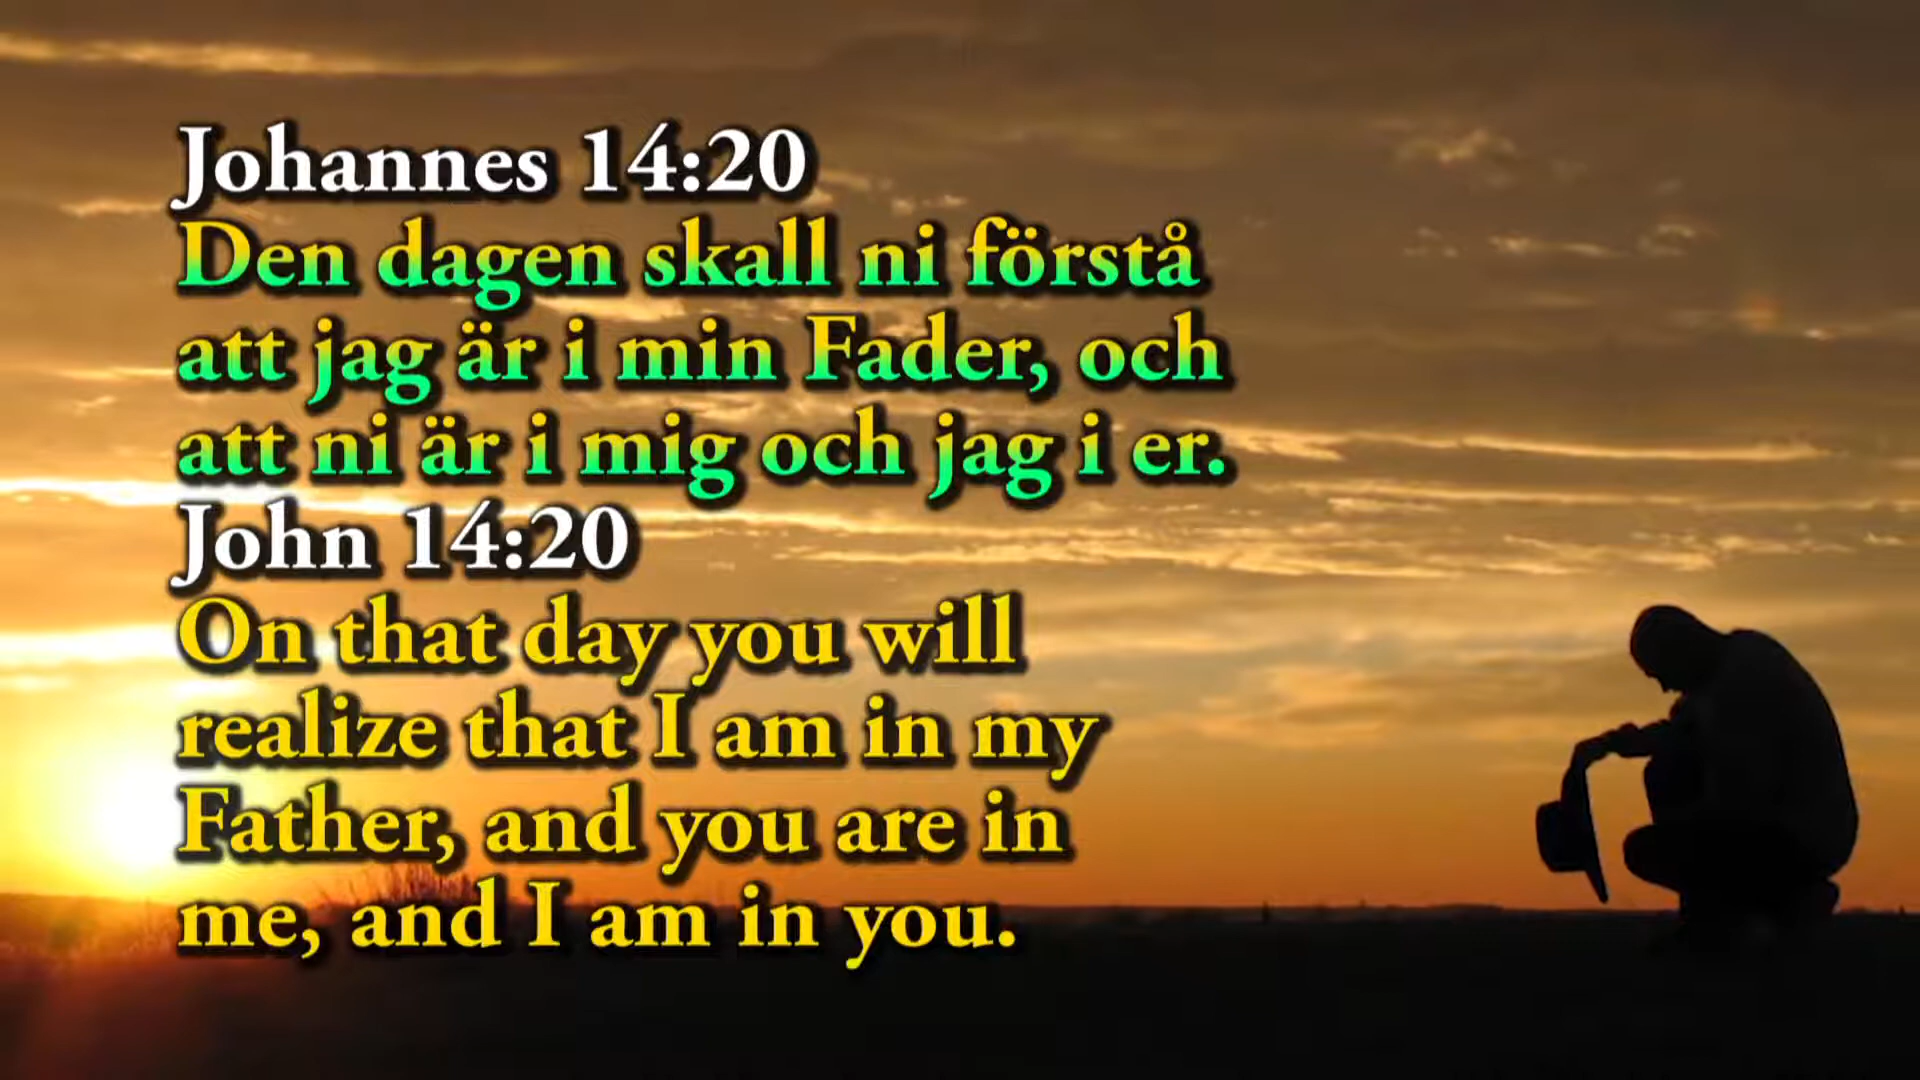 Johannes 14:20
Den dagen skall ni förstå
att jag är i min Fader, och
att ni är i mig och jag i er.
John 14:20
On that day you will
realize that I am in my
Father, and you are in
me, and I am in you.